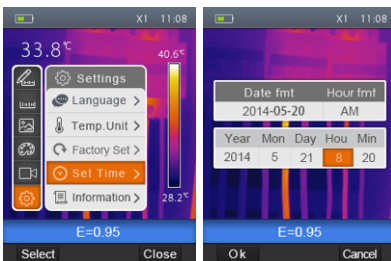 X1 11:08
33.8℃
40.6℃
Settings
Language >
Temp.Unit >
Factory Set >
Set Time >
Information >
28.2℃
E=0.95
Select Close
X1 11:08
Date fmt Hour fmt
2014-05-20 AM
Year Mon Day Hou Min
2014 5 21 8 20
E=0.95
Ok Cancel